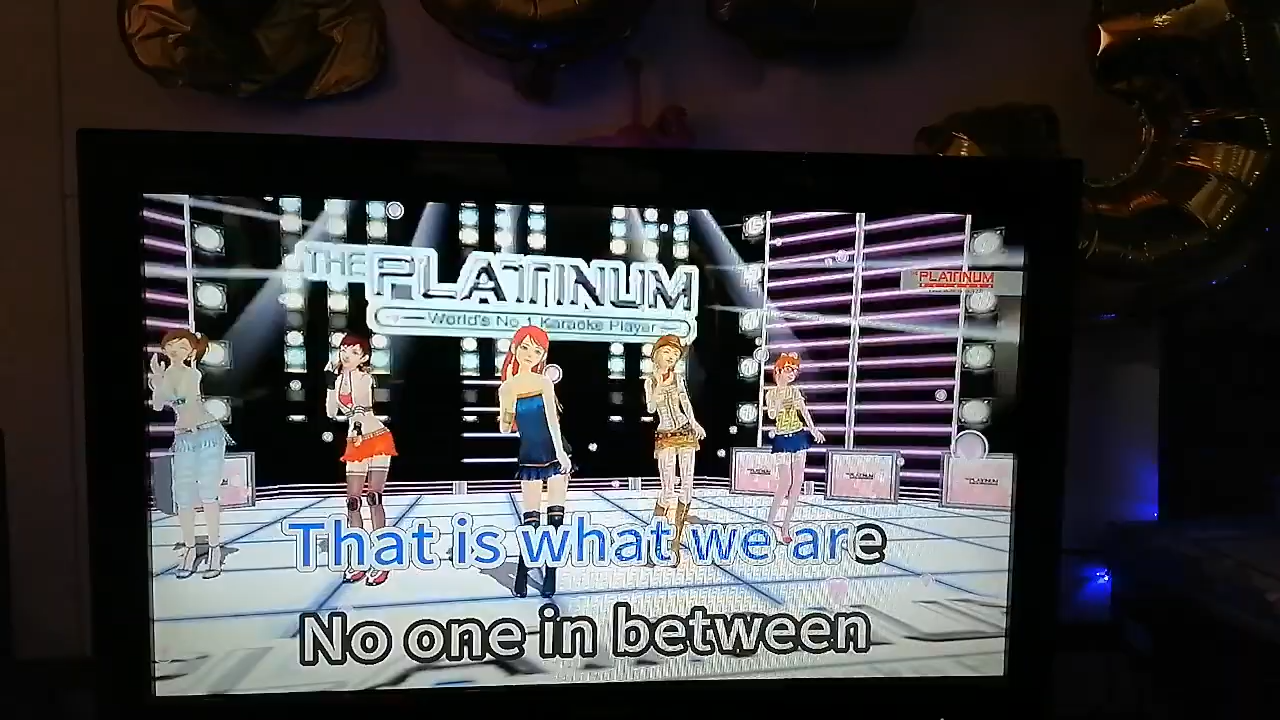 THE PLATINUM
World's No.1 Karaoke Player
PLATINUM
That is what we are
No one in between